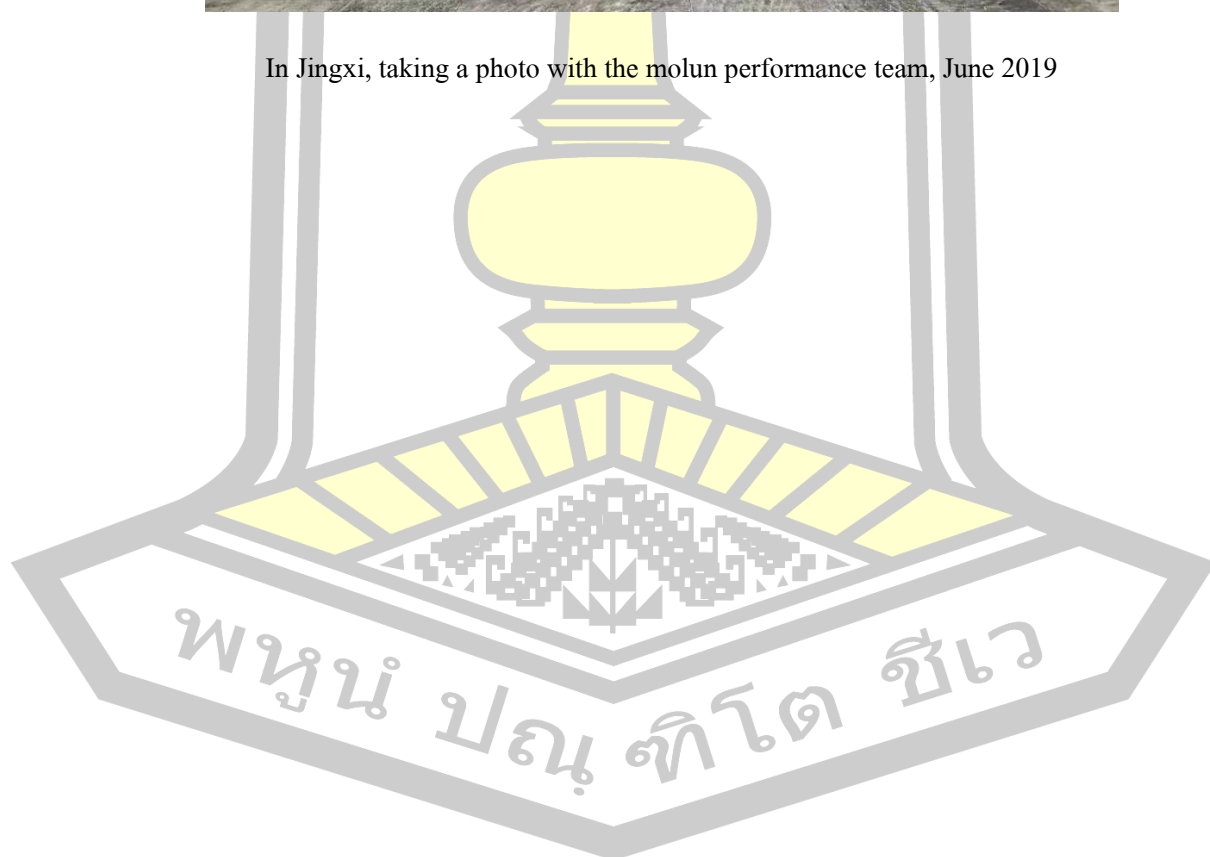 In Jingxi, taking a photo with the molun performance team, June 2019
พหูนํ ปณฺฑิโต ชีเว